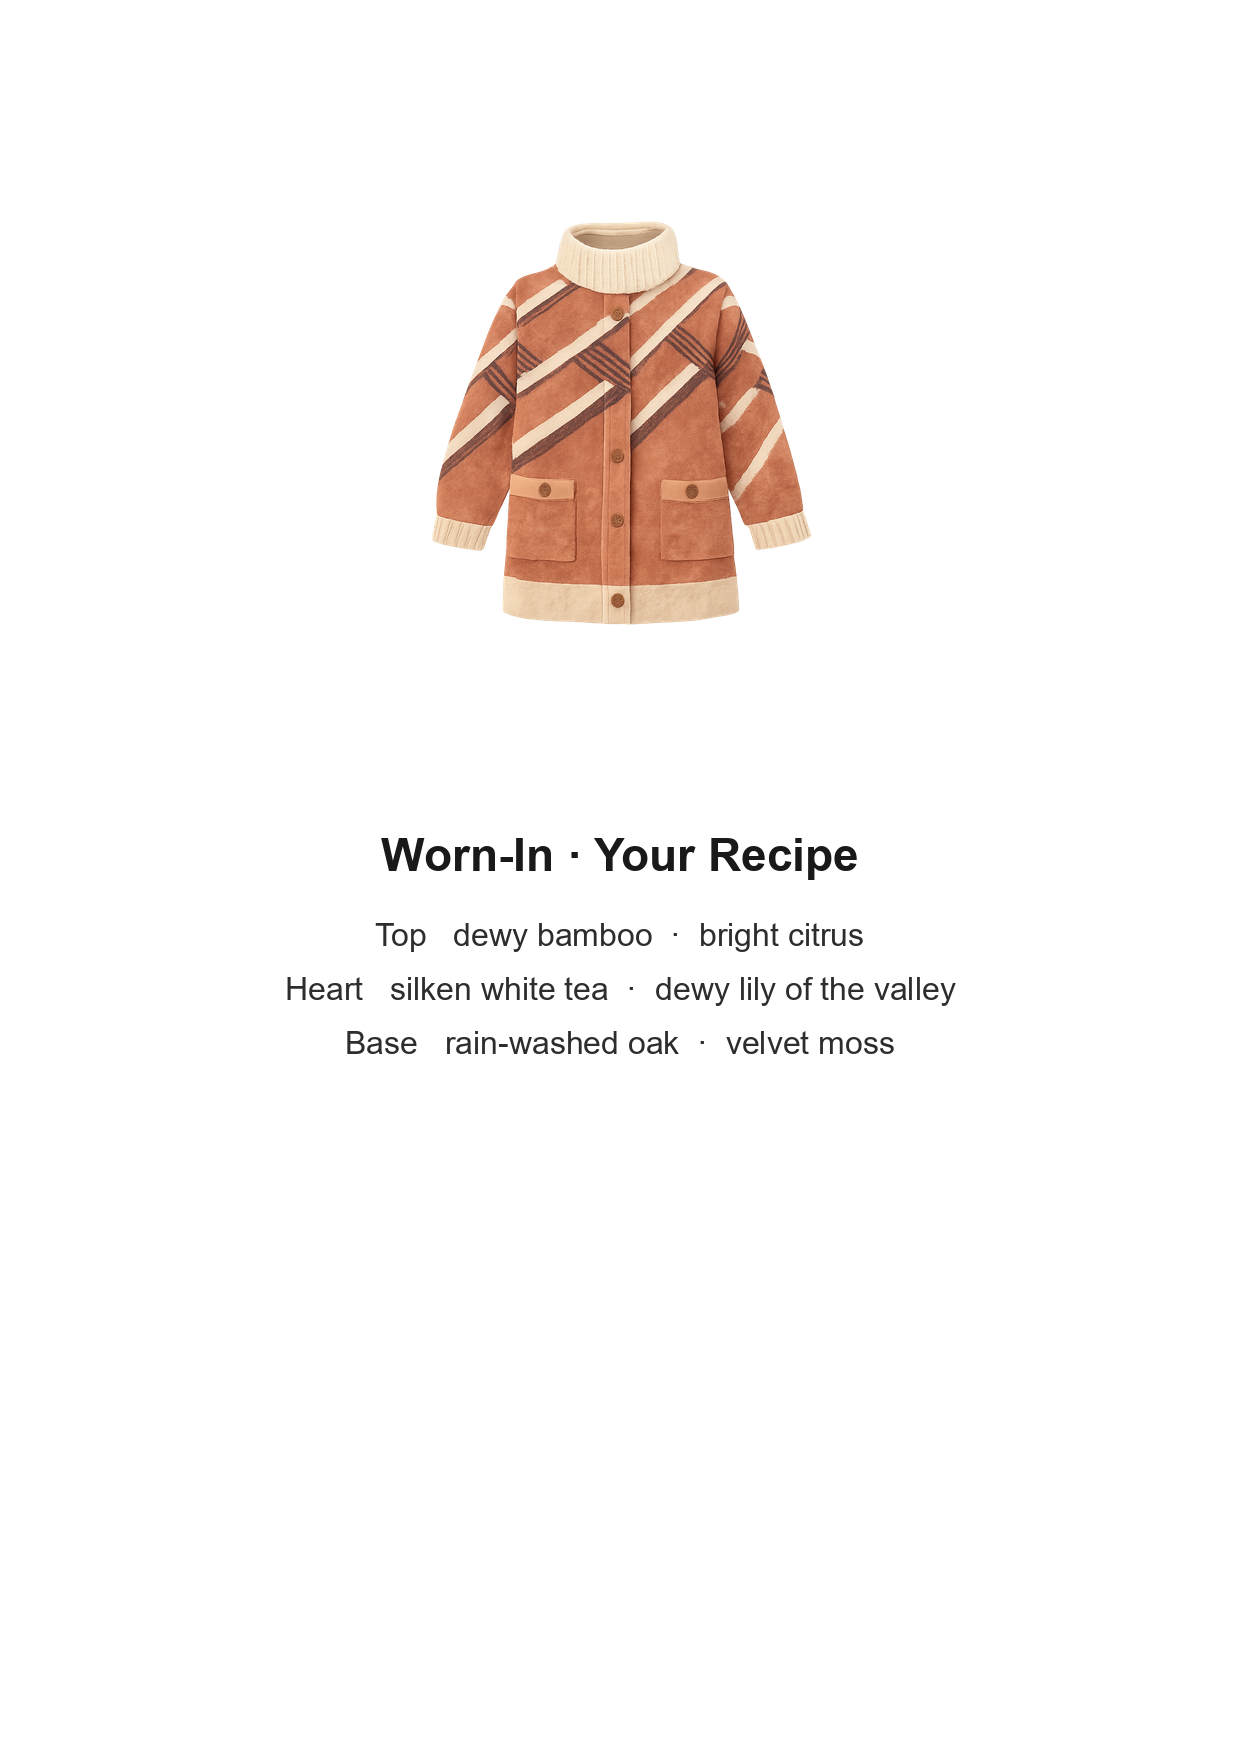 Worn-In · Your Recipe
Top dewy bamboo · bright citrus
Heart silken white tea · dewy lily of the valley
Base rain-washed oak · velvet moss